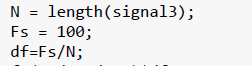 N = length(signal3);
Fs = 100;
df=Fs/N;